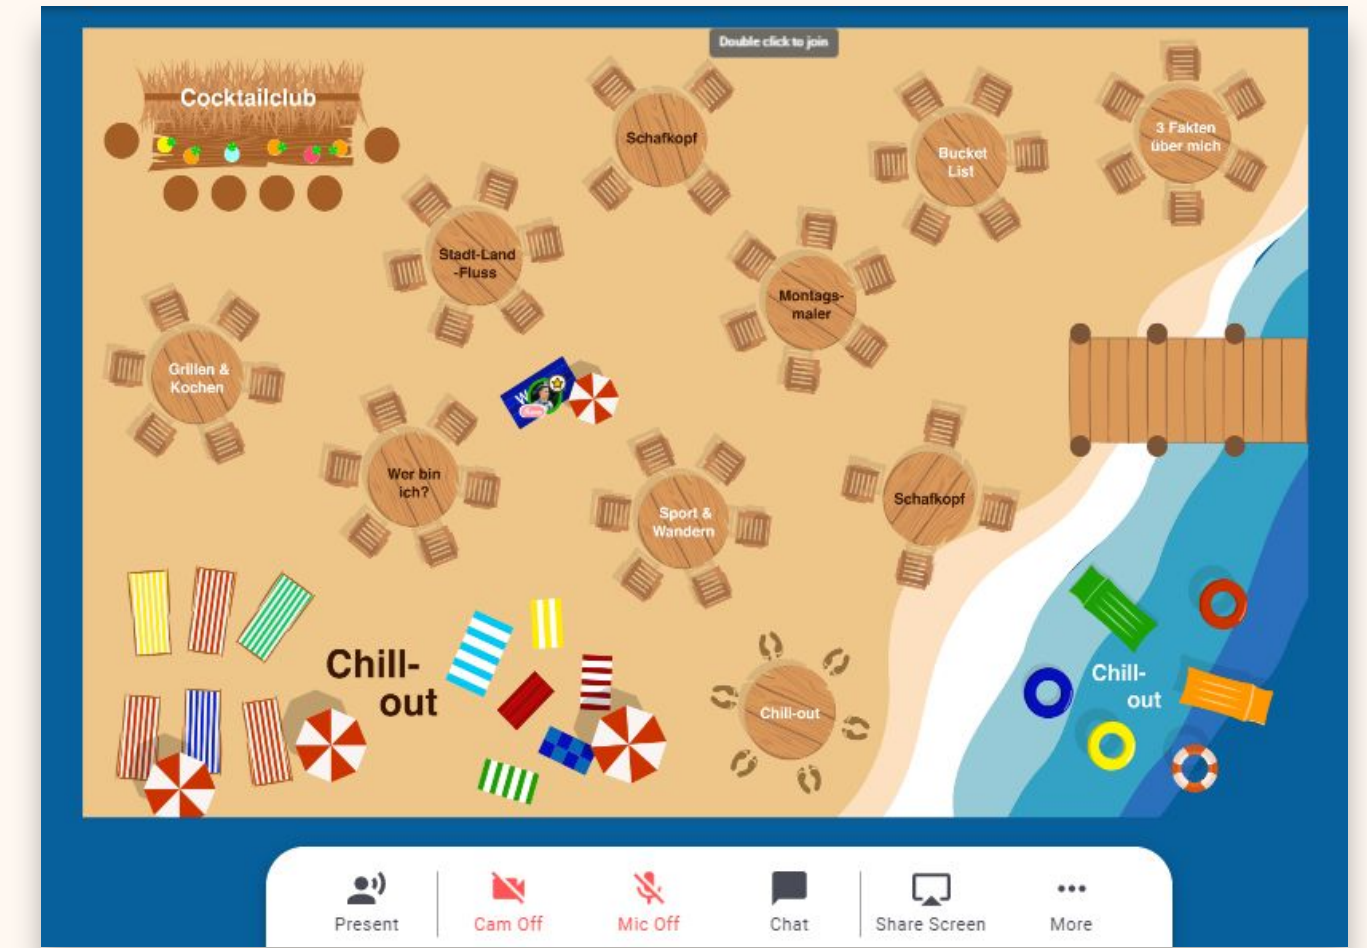 Double click to join
Cocktailclub
Schafkopf
Bucket
List
3 Fakten
über mich
Stadt-Land
-Fluss
Montags-
maler
Grillen &
Kochen
Wer bin
ich?
Sport &
Wandern
Schafkopf
Chill-
out
Chill-out
Chill-
out
Present
Cam Off
Mic Off
Chat
Share Screen
More